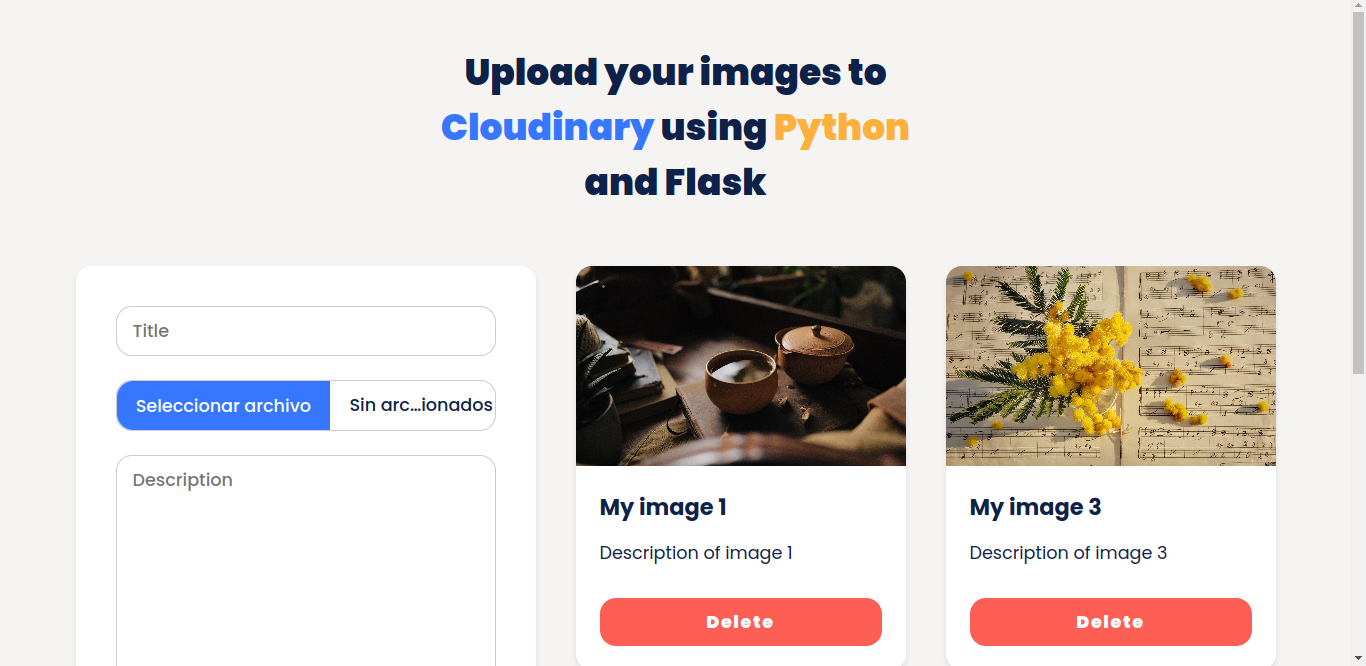 Upload your images to
Cloudinary using Python
and Flask
Title
Seleccionar archivo Sin arc...ionados
Description
My image 1
Description of image 1
Delete
My image 3
Description of image 3
Delete